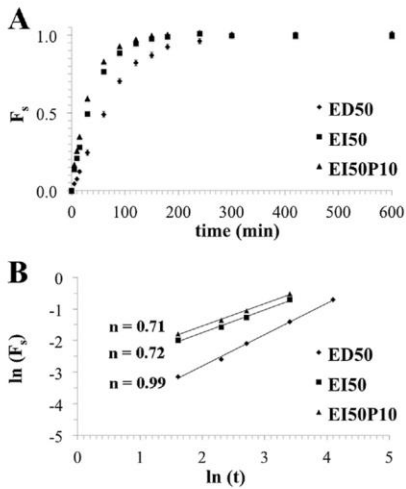 A
1.0
0.5
0.0
Fs
0 100 200 300 400 500 600
time (min)
ED50
EI50
EI50P10
B
0
-1
-2
-3
-4
-5
ln (Fs)
n = 0.71
n = 0.72
n = 0.99
0 1 2 3 4 5
ln (t)
ED50
EI50
EI50P10